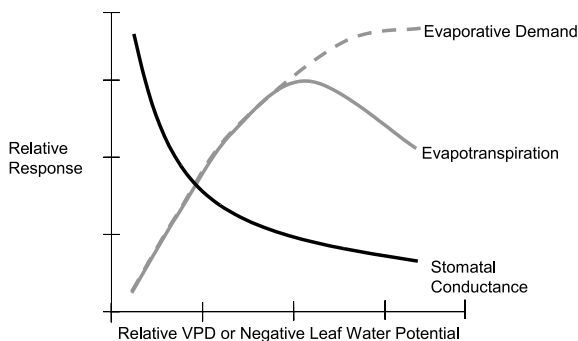 Evaporative Demand
Relative
Response
Evapotranspiration
Stomatal
Conductance
Relative VPD or Negative Leaf Water Potential